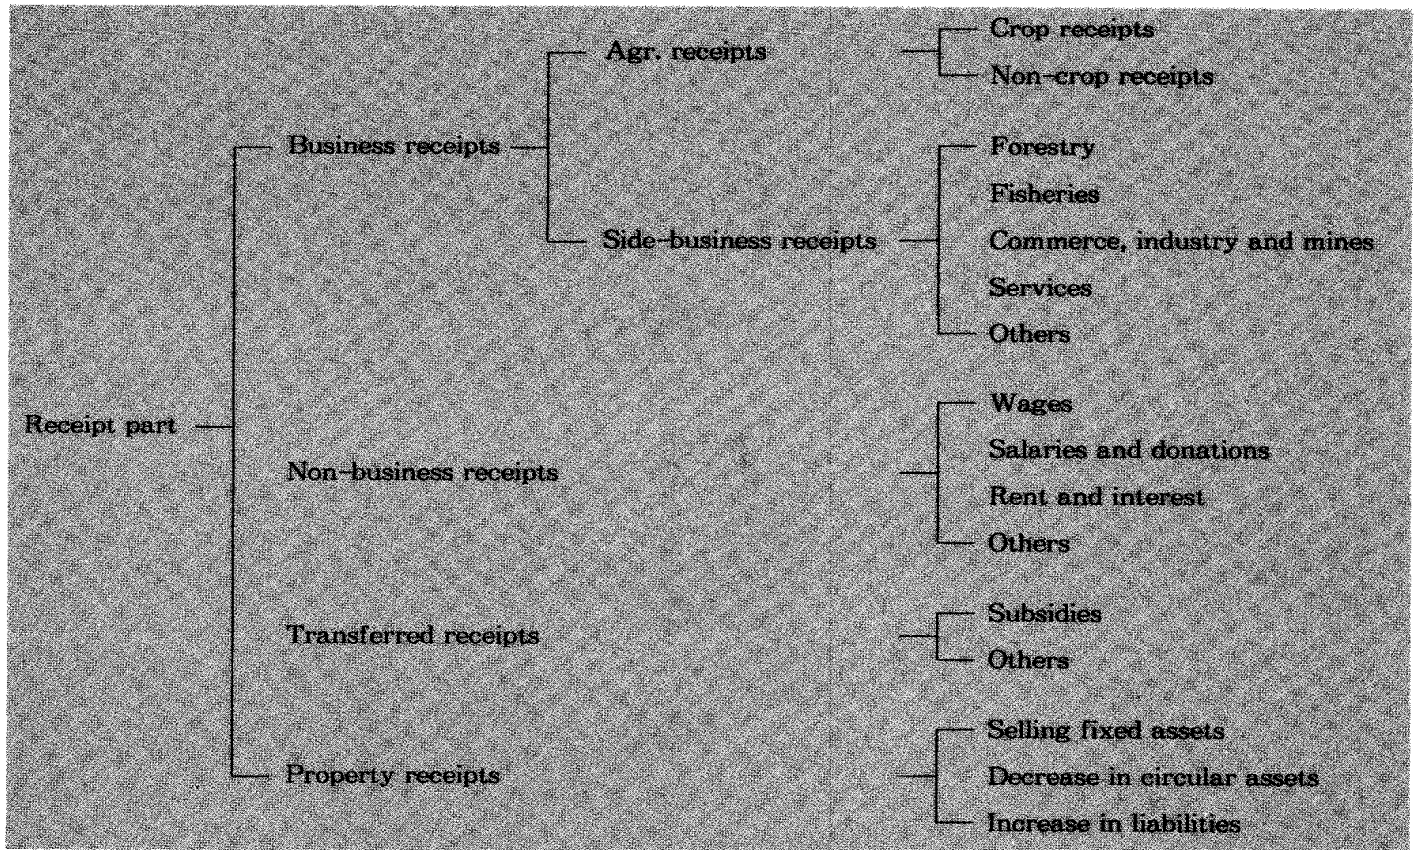 Crop receipts
Agr. receipts
Non-crop receipts
Business receipts
Forestry
Fisheries
Side-business receipts
Commerce, industry and mines
Services
Others
Wages
Receipt part
Salaries and donations
Non-business receipts
Rent and interest
Others
Subsidies
Transferred receipts
Others
Selling fixed assets
Property receipts
Decrease in circular assets
Increase in liabilities